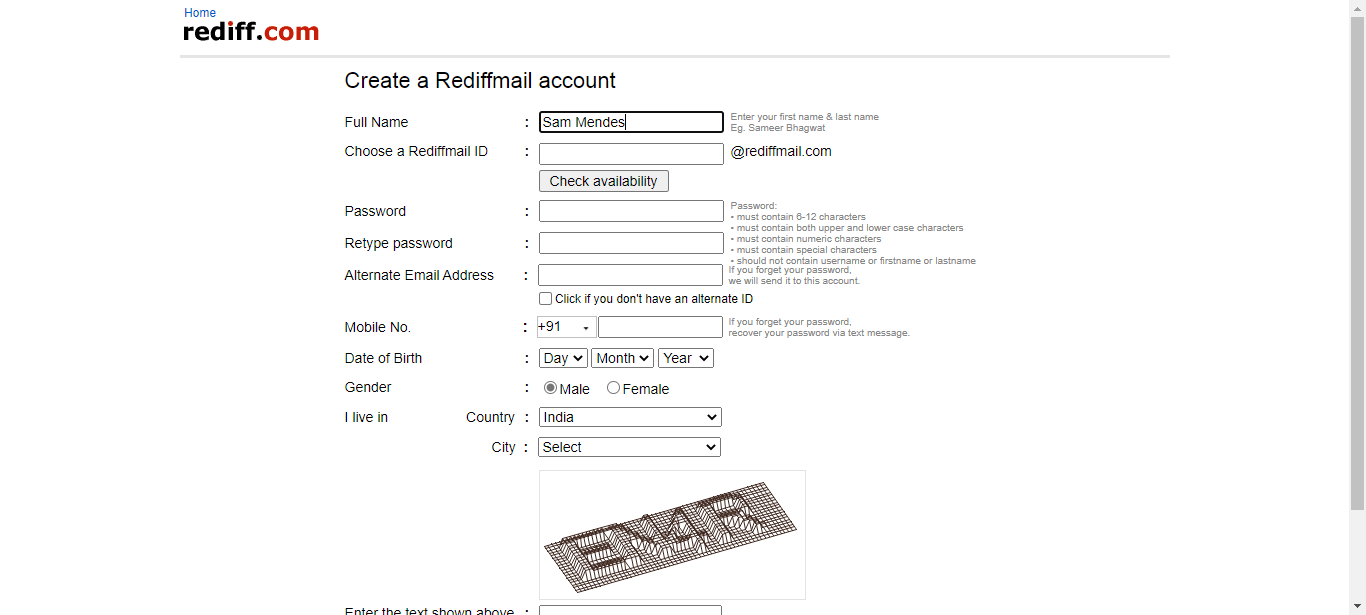 Home
rediff.com
Create a Rediffmail account
Full Name : Sam Mendes Enter your first name & last name
Eg. Sameer Bhagwat
Choose a Rediffmail ID : @rediffmail.com
Check availability
Password : Password:
• must contain 6-12 characters
• must contain both upper and lower case characters
Retype password : • must contain numeric characters
• must contain special characters
• should not contain username or firstname or lastname
Alternate Email Address : If you forget your password,
we will send it to this account.
Click if you don't have an alternate ID
Mobile No. : +91 If you forget your password,
recover your password via text message.
Date of Birth : Day Month Year
Gender : Male Female
I live in Country : India
City : Select
Enter the text shown above :